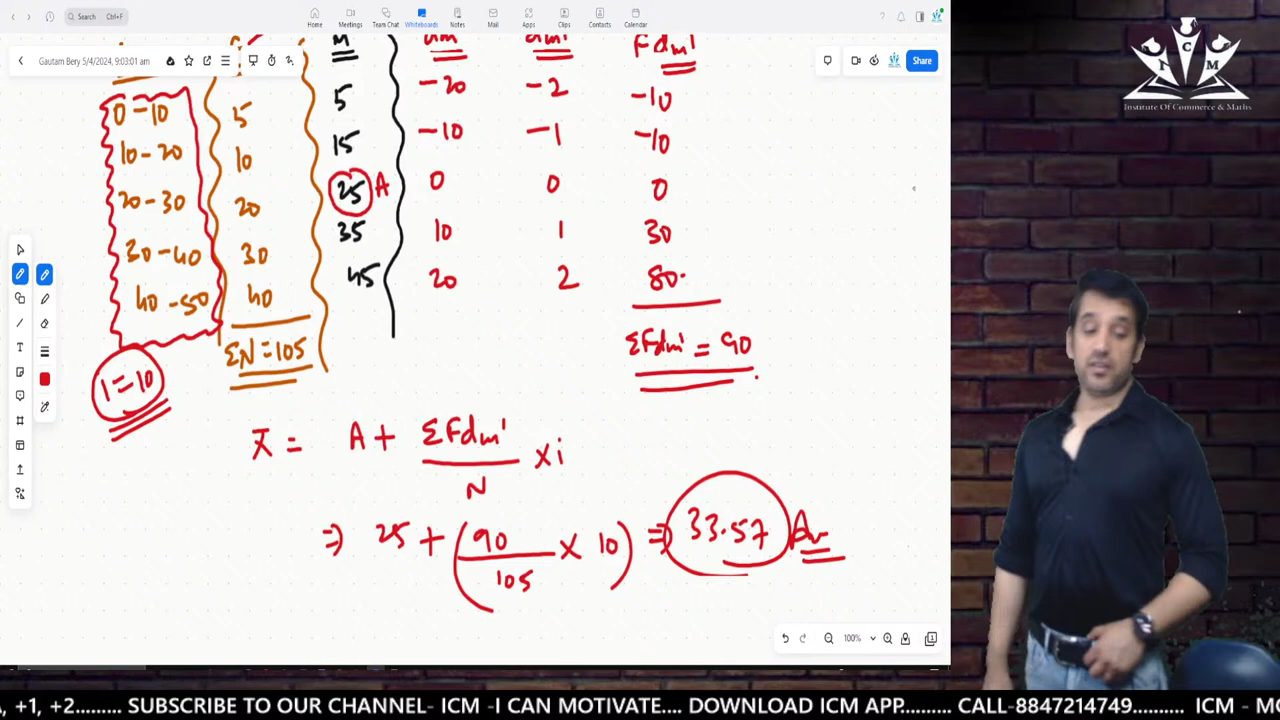 Search Ctrl+F
Home Meetings Team Chat Whiteboards Notes Mail Apps Clips Contacts Calendar
Gautam Bery 5/4/2024, 9:03:01 am
Share
I C M
Institute Of Commerce & Maths
M dm dm' Fdm'
0-10 5 5 -20 -2 -10
10-20 10 15 -10 -1 -10
20-30 20 25 A 0 0 0
30-40 30 35 10 1 30
40-50 40 45 20 2 80
ΣN=105 ΣFdm' = 90
i=10
X̄ = A + ΣFdm' / N × i
⇒ 25 + (90 / 105 × 10) ⇒ 33.57 Ans
100%
A, +1, +2......... SUBSCRIBE TO OUR CHANNEL- ICM -I CAN MOTIVATE.... DOWNLOAD ICM APP......... CALL-8847214749.......... ICM - MO